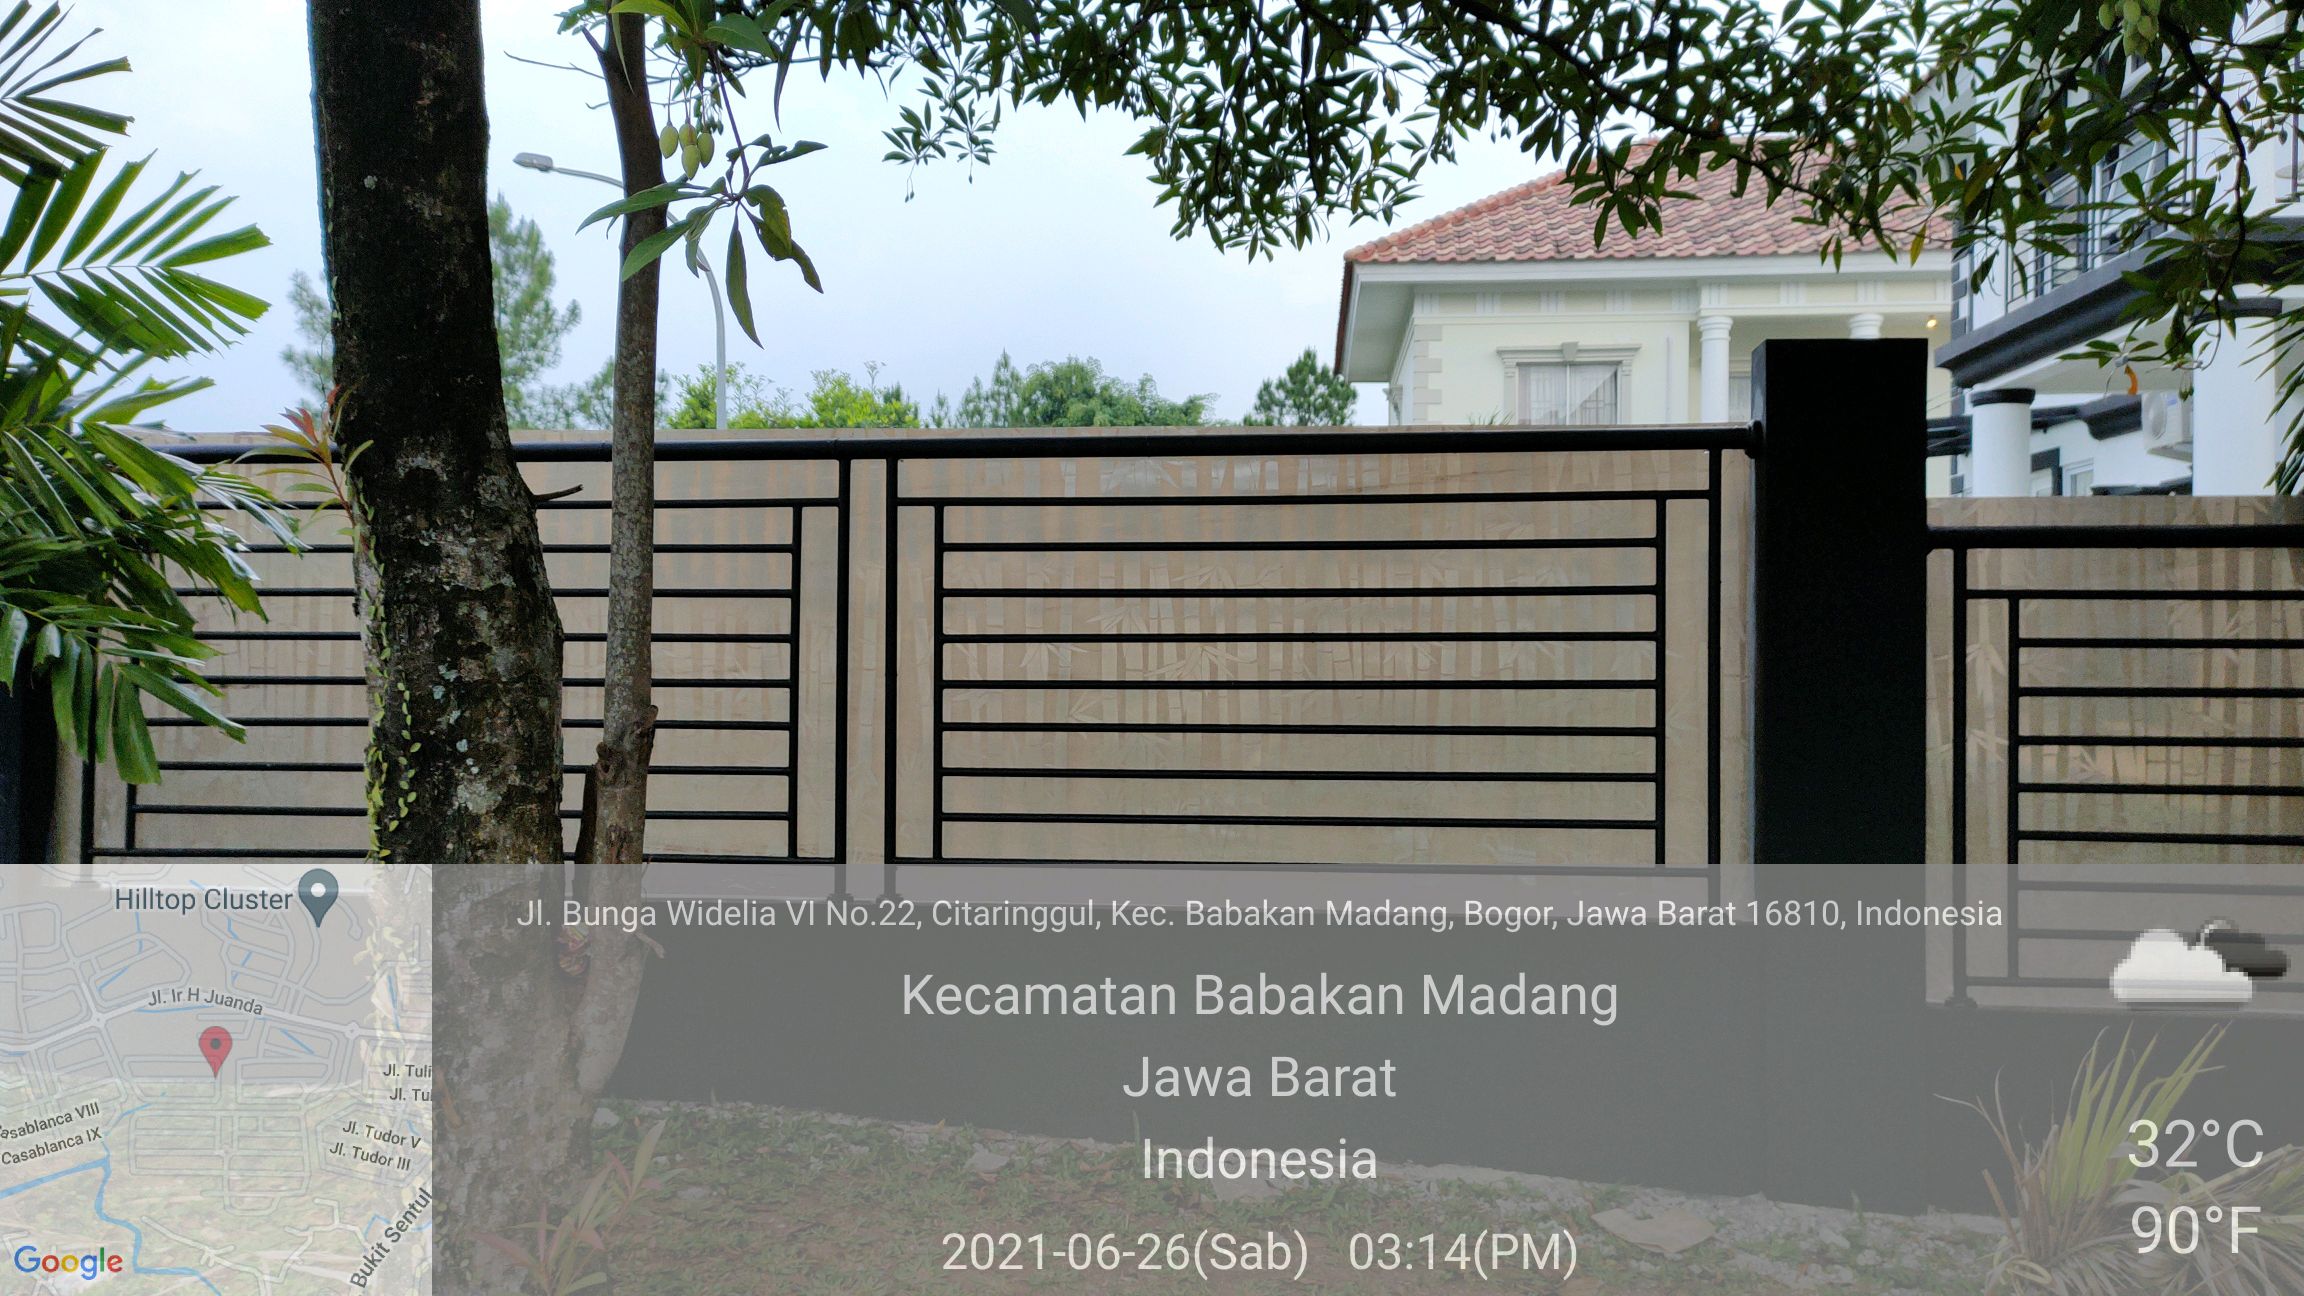 Hilltop Cluster
Jl. Ir H Juanda
Jl. Tuli
Jl. Tul
asablanca VIII
Casablanca IX
Jl. Tudor V
Jl. Tudor III
Bukit Sentul
Google
Jl. Bunga Widelia VI No.22, Citaringgul, Kec. Babakan Madang, Bogor, Jawa Barat 16810, Indonesia
Kecamatan Babakan Madang
Jawa Barat
Indonesia
2021-06-26(Sab) 03:14(PM)
32°C
90°F